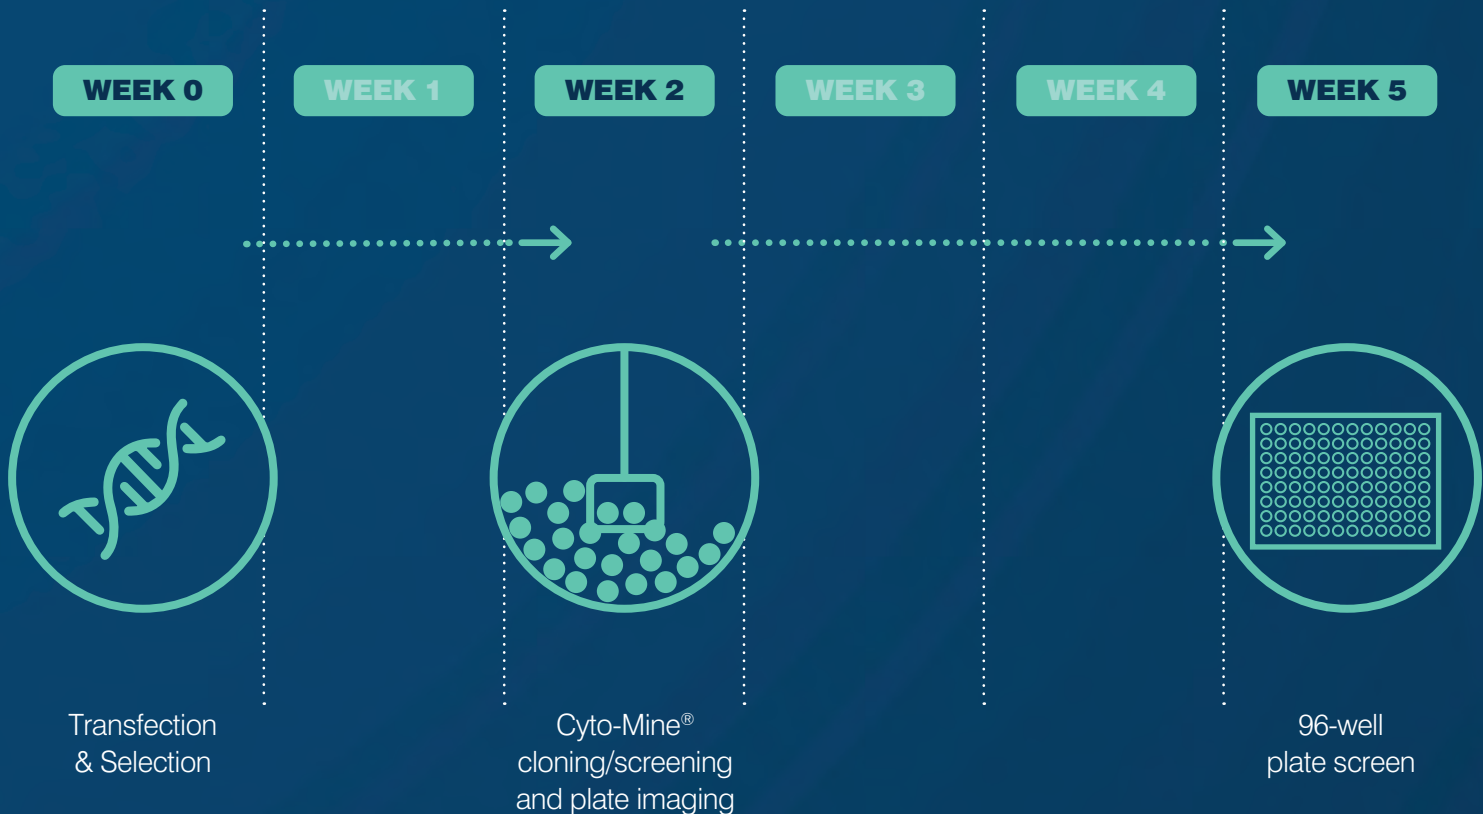 WEEK 0
WEEK 1
WEEK 2
WEEK 3
WEEK 4
WEEK 5
Transfection
& Selection
Cyto-Mine®
cloning/screening
and plate imaging
96-well
plate screen